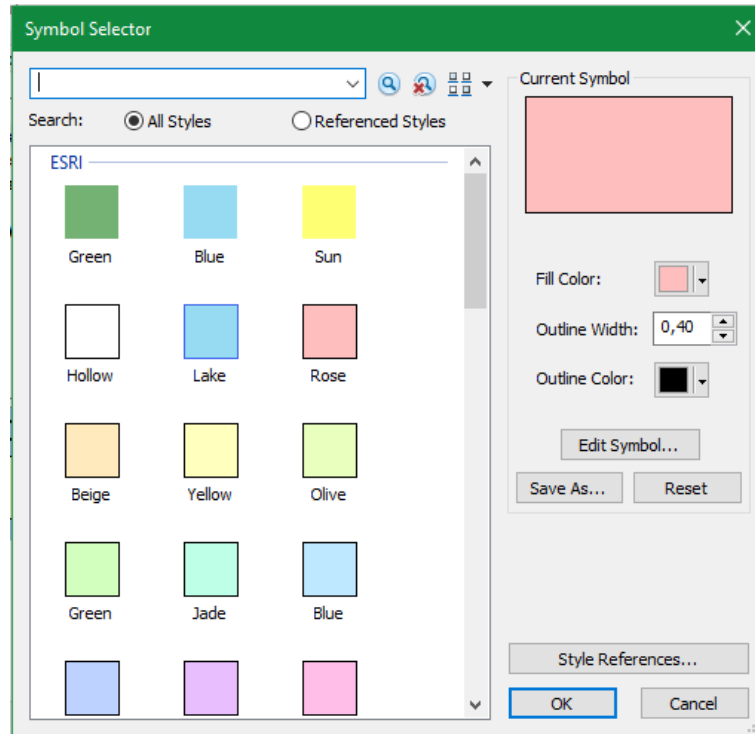 Symbol Selector
Search:
All Styles
Referenced Styles
ESRI
Green Blue Sun
Hollow Lake Rose
Beige Yellow Olive
Green Jade Blue
Current Symbol
Fill Color:
Outline Width: 0,40
Outline Color:
Edit Symbol...
Save As... Reset
Style References...
OK Cancel